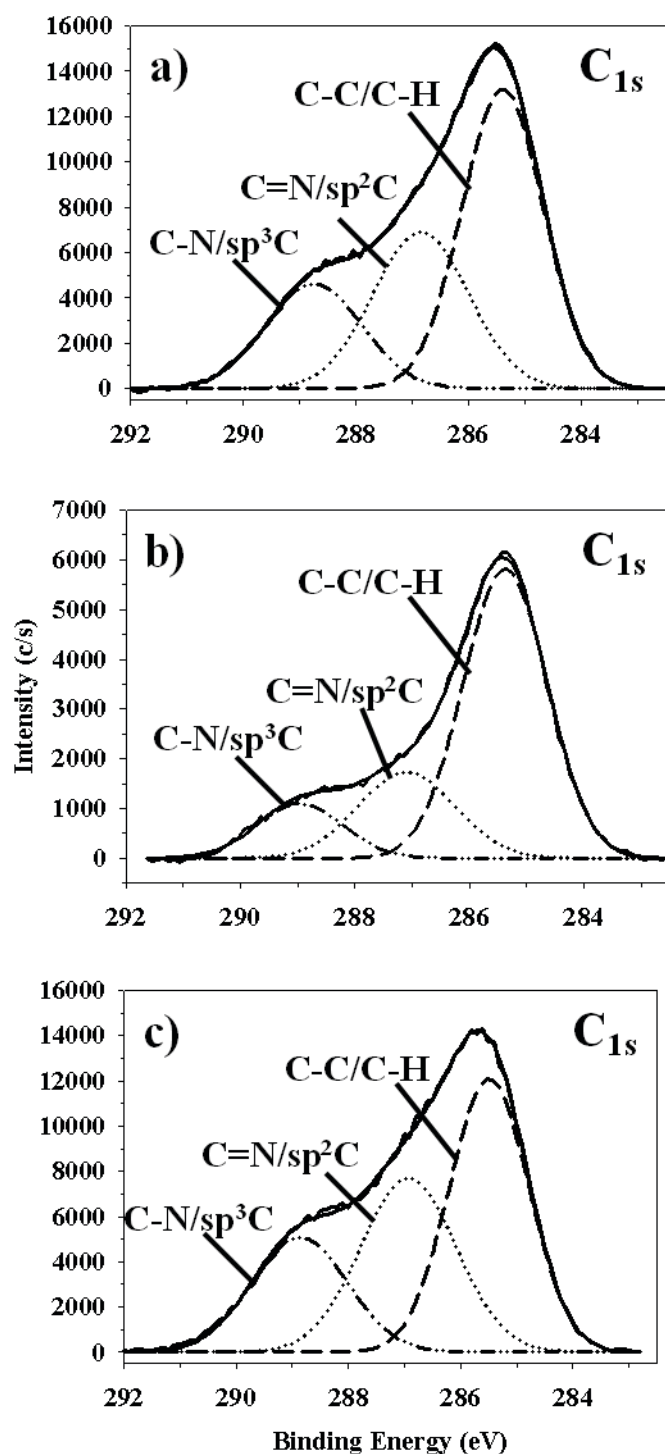 16000
a)
C1s
14000
C-C/C-H
12000
10000
C=N/sp²C
8000
C-N/sp³C
6000
4000
2000
0
292 290 288 286 284
7000
b)
C1s
6000
C-C/C-H
5000
4000
C=N/sp²C
3000
C-N/sp³C
2000
1000
0
Intensity (c/s)
292 290 288 286 284
16000
c)
C1s
14000
C-C/C-H
12000
10000
C=N/sp²C
8000
C-N/sp³C
6000
4000
2000
0
292 290 288 286 284
Binding Energy (eV)